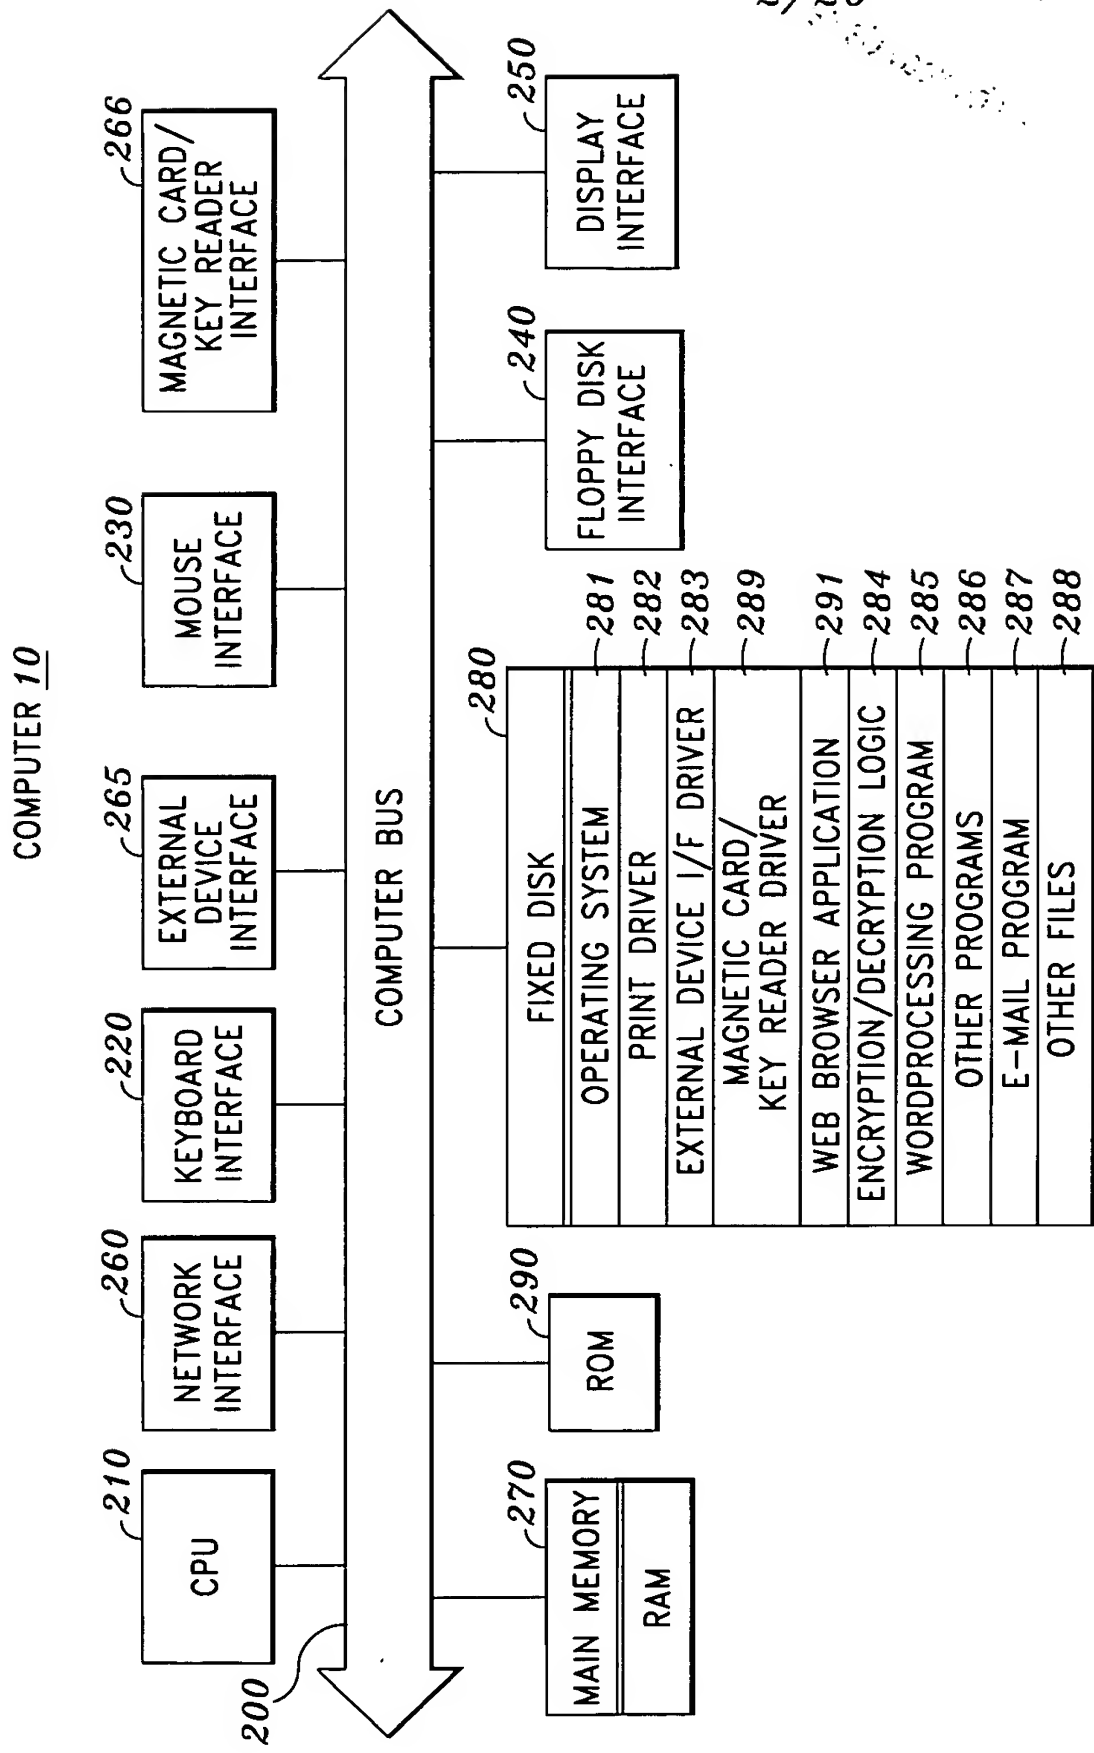 COMPUTER 10
210
CPU
260
NETWORK
INTERFACE
220
KEYBOARD
INTERFACE
265
EXTERNAL
DEVICE
INTERFACE
230
MOUSE
INTERFACE
266
MAGNETIC CARD/
KEY READER
INTERFACE
200
COMPUTER BUS
270
MAIN MEMORY
RAM
290
ROM
280
FIXED DISK
OPERATING SYSTEM 281
PRINT DRIVER 282
EXTERNAL DEVICE I/F DRIVER 283
MAGNETIC CARD/
KEY READER DRIVER 289
WEB BROWSER APPLICATION 291
ENCRYPTION/DECRYPTION LOGIC 284
WORDPROCESSING PROGRAM 285
OTHER PROGRAMS 286
E-MAIL PROGRAM 287
OTHER FILES 288
240
FLOPPY DISK
INTERFACE
250
DISPLAY
INTERFACE